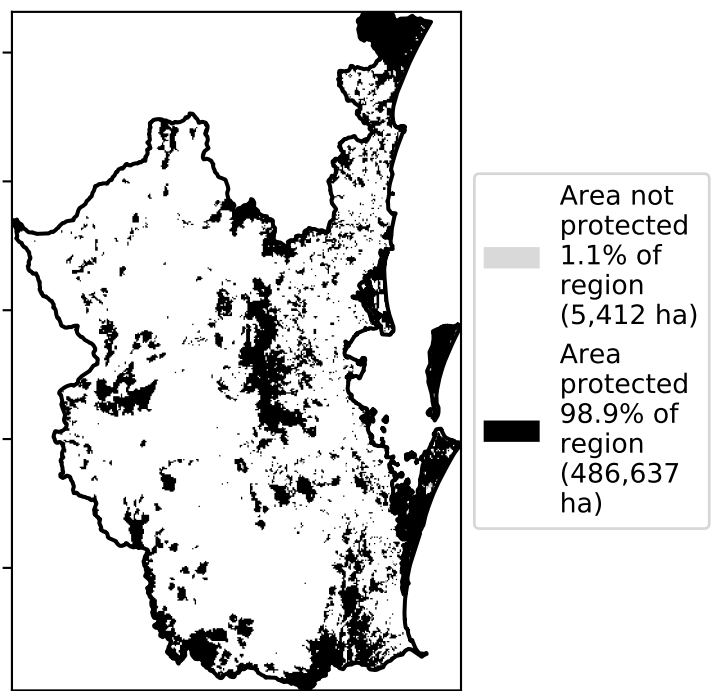 Area not
protected
1.1% of
region
(5,412 ha)
Area
protected
98.9% of
region
(486,637
ha)